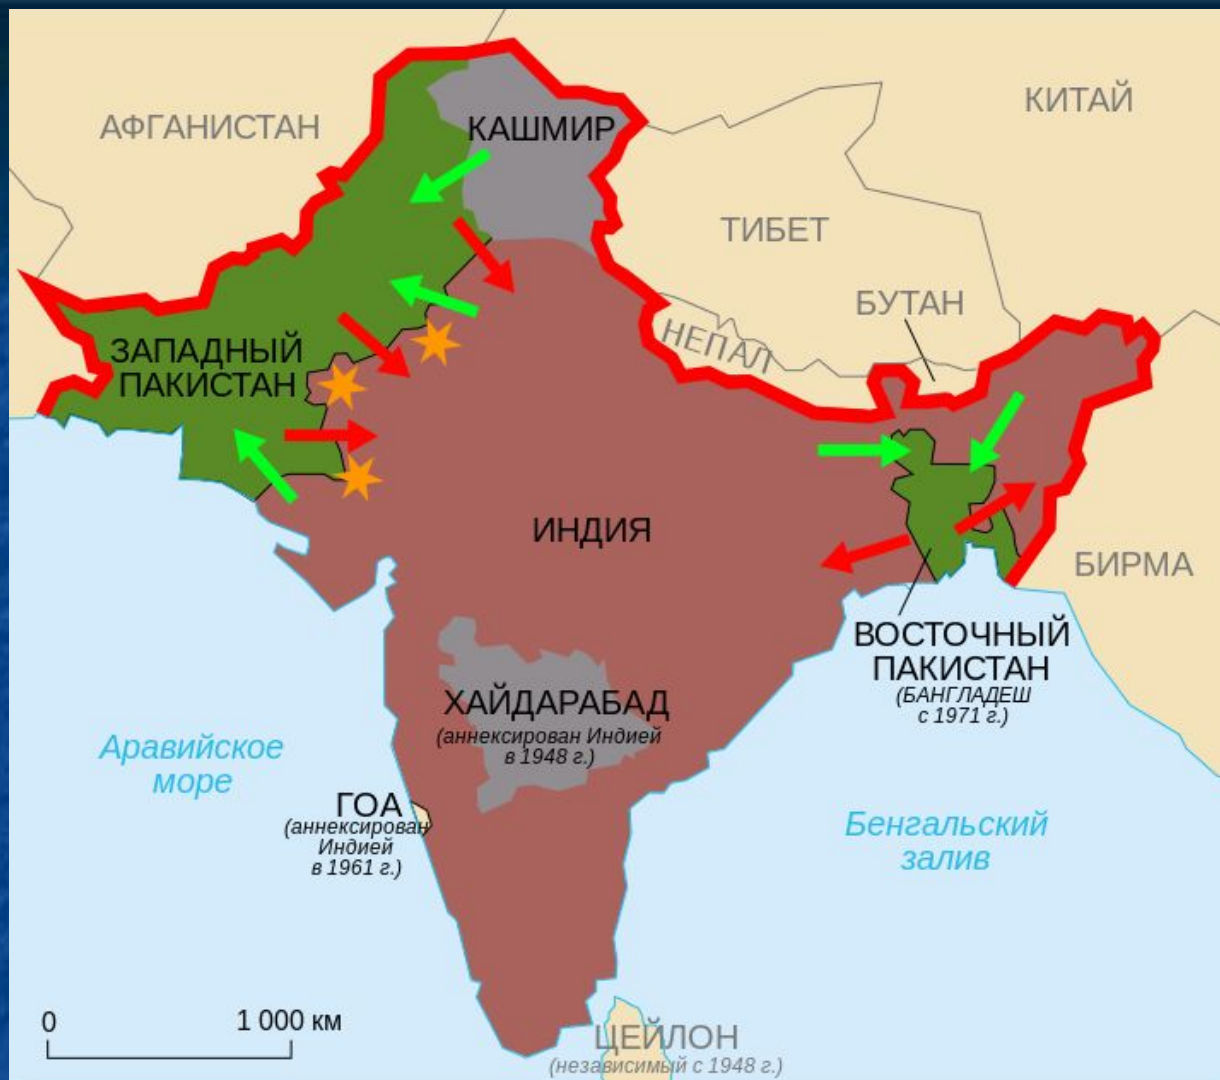 АФГАНИСТАН
КАШМИР
КИТАЙ
ТИБЕТ
БУТАН
НЕПАЛ
ЗАПАДНЫЙ
ПАКИСТАН
ИНДИЯ
БИРМА
ВОСТОЧНЫЙ
ПАКИСТАН
(БАНГЛАДЕШ
с 1971 г.)
ХАЙДАРАБАД
(аннексирован Индией
в 1948 г.)
Аравийское
море
ГОА
(аннексирован
Индией
в 1961 г.)
Бенгальский
залив
0 1 000 км
ЦЕЙЛОН
(независимый с 1948 г.)